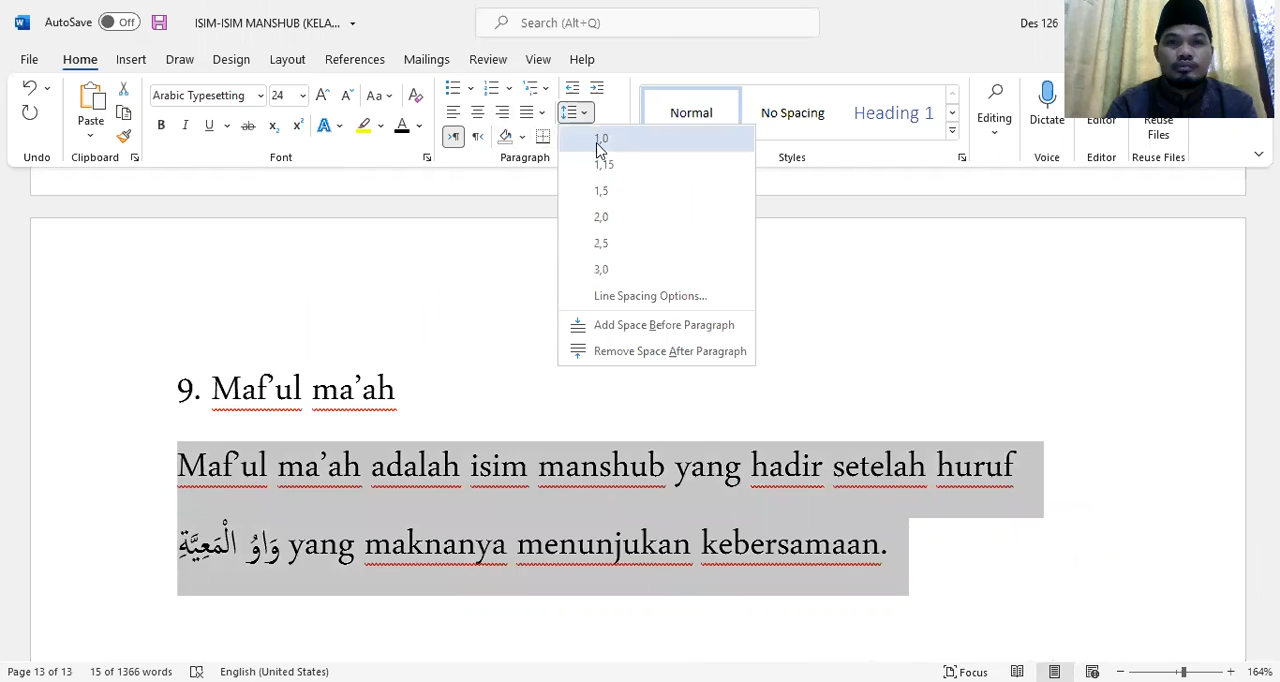 AutoSave Off ISIM-ISIM MANSHUB (KELA... Search (Alt+Q) Des 126
File Home Insert Draw Design Layout References Mailings Review View Help
Arabic Typesetting 24 Aa
Paste Normal No Spacing Heading 1 Editing Dictate Editor Reuse Files
Undo Clipboard Font Paragraph Styles Voice Editor Reuse Files
1,0
1,15
1,5
2,0
2,5
3,0
Line Spacing Options...
Add Space Before Paragraph
Remove Space After Paragraph
9. Maf’ul ma’ah
Maf’ul ma’ah adalah isim manshub yang hadir setelah huruf
وَاوُ الْمَعِيَّةِ yang maknanya menunjukan kebersamaan.
Page 13 of 13 15 of 1366 words English (United States) Focus 164%